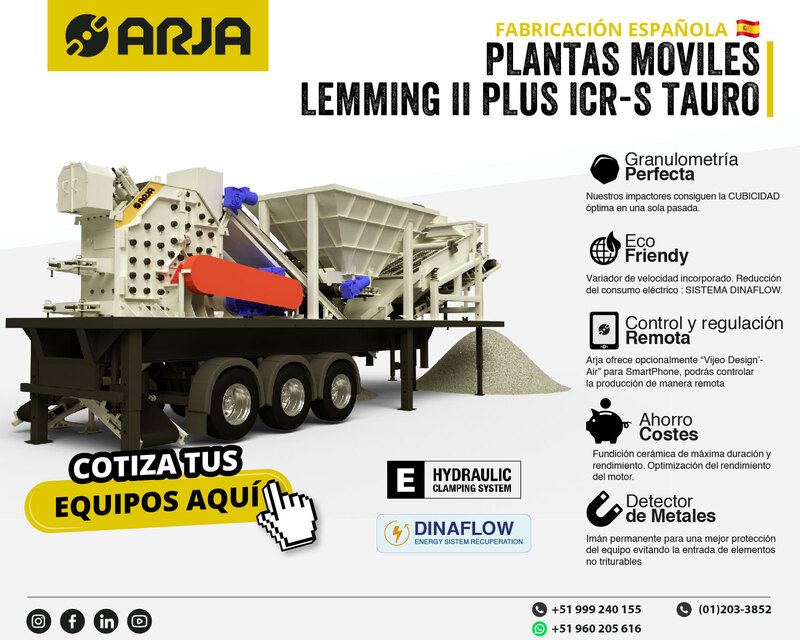 ARJA
FABRICACIÓN ESPAÑOLA
PLANTAS MOVILES
LEMMING II PLUS ICR-S TAURO
ARJA
Granulometría
Perfecta
Nuestros impactores consiguen la CUBICIDAD
óptima en una sola pasada.
Eco
Friendy
Variador de velocidad incorporado. Reducción
del consumo eléctrico : SISTEMA DINAFLOW.
Control y regulación
Remota
Arja ofrece opcionalmente “Vijeo Design’-
Air” para SmartPhone, podrás controlar
la producción de manera remota
Ahorro
Costes
Fundición cerámica de máxima duración y
rendimiento. Optimización del rendimiento
del motor.
Detector
de Metales
Imán permanente para una mejor protección
del equipo evitando la entrada de elementos
no triturables
COTIZA TUS
EQUIPOS AQUÍ
E HYDRAULIC
CLAMPING SYSTEM
DINAFLOW
ENERGY SISTEM RECUPERATION
+51 999 240 155
(01)203-3852
+51 960 205 616